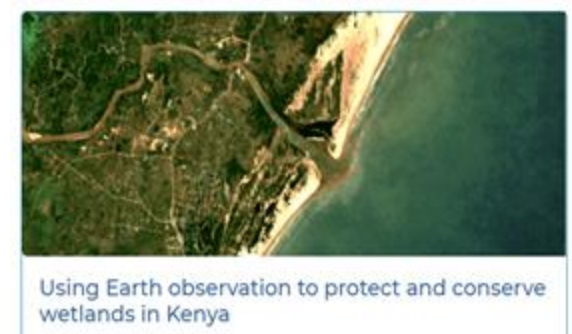 Using Earth observation to protect and conserve
wetlands in Kenya